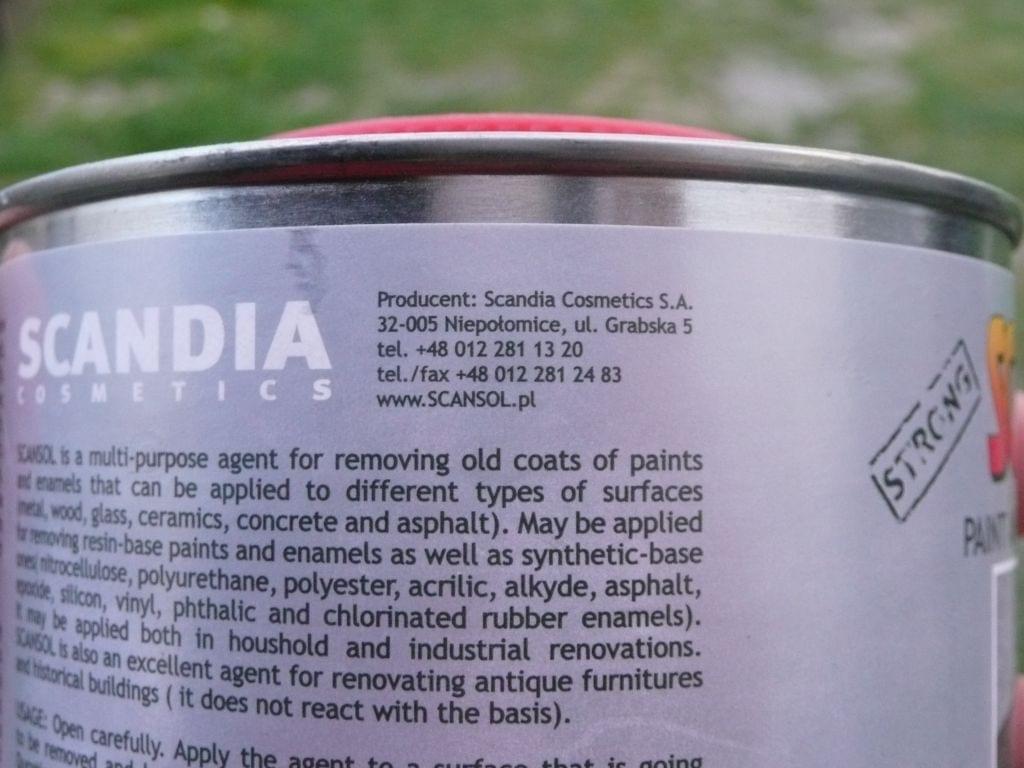 SCANDIA
COSMETICS
Producent: Scandia Cosmetics S.A.
32-005 Niepołomice, ul. Grabska 5
tel. +48 012 281 13 20
tel./fax +48 012 281 24 83
www.SCANSOL.pl
SCANSOL is a multi-purpose agent for removing old coats of paints
and enamels that can be applied to different types of surfaces
(metal, wood, glass, ceramics, concrete and asphalt). May be applied
for removing resin-base paints and enamels as well as synthetic-base
ones( nitrocellulose, polyurethane, polyester, acrilic, alkyde, asphalt,
epoxide, silicon, vinyl, phthalic and chlorinated rubber enamels).
It may be applied both in houshold and industrial renovations.
SCANSOL is also an excellent agent for renovating antique furnitures
and historical buildings ( it does not react with the basis).
USAGE: Open carefully. Apply the agent to a surface that is going
to be removed and
STRONG
PAINT